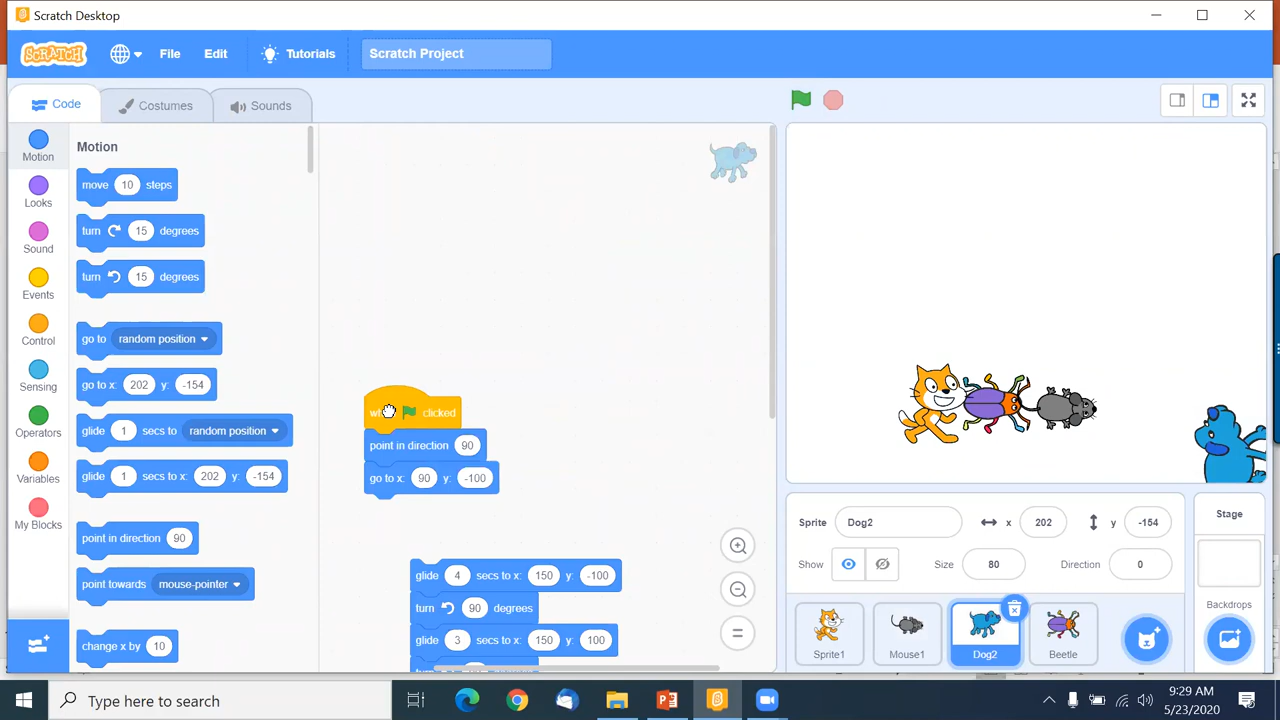 Scratch Desktop
SCRATCH File Edit Tutorials Scratch Project
Code Costumes Sounds
Motion
Looks
Sound
Events
Control
Sensing
Operators
Variables
My Blocks
Motion
move 10 steps
turn 15 degrees
turn 15 degrees
go to random position
go to x: 202 y: -154
glide 1 secs to random position
glide 1 secs to x: 202 y: -154
point in direction 90
point towards mouse-pointer
change x by 10
clicked
point in direction 90
go to x: 90 y: -100
glide 4 secs to x: 150 y: -100
turn 90 degrees
glide 3 secs to x: 150 y: 100
Sprite Dog2 x 202 y -154
Show Size 80 Direction 0
Sprite1 Mouse1 Dog2 Beetle
Stage
Backdrops
Type here to search
9:29 AM
5/23/2020